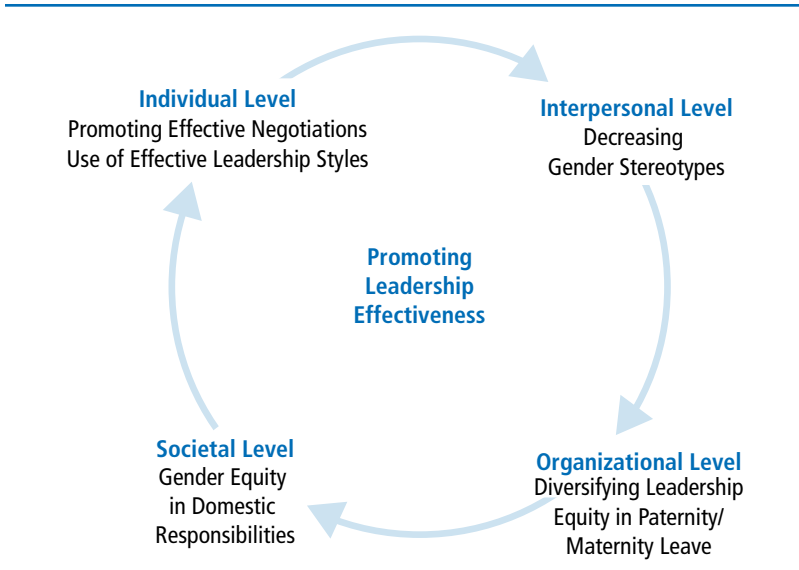 Individual Level
Promoting Effective Negotiations
Use of Effective Leadership Styles
Interpersonal Level
Decreasing
Gender Stereotypes
Promoting
Leadership
Effectiveness
Societal Level
Gender Equity
in Domestic
Responsibilities
Organizational Level
Diversifying Leadership
Equity in Paternity/
Maternity Leave